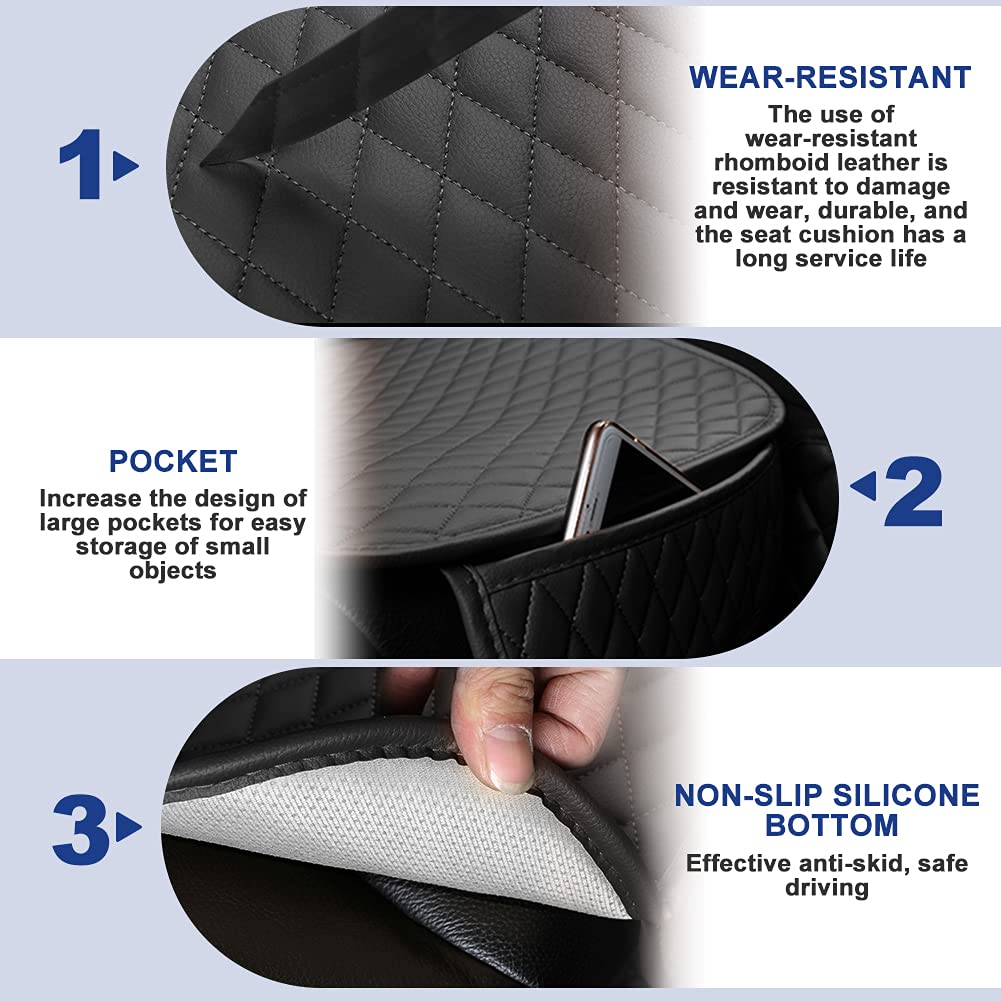 1
WEAR-RESISTANT
The use of
wear-resistant
rhomboid leather is
resistant to damage
and wear, durable, and
the seat cushion has a
long service life
POCKET
Increase the design of
large pockets for easy
storage of small
objects
2
3
NON-SLIP SILICONE
BOTTOM
Effective anti-skid, safe
driving